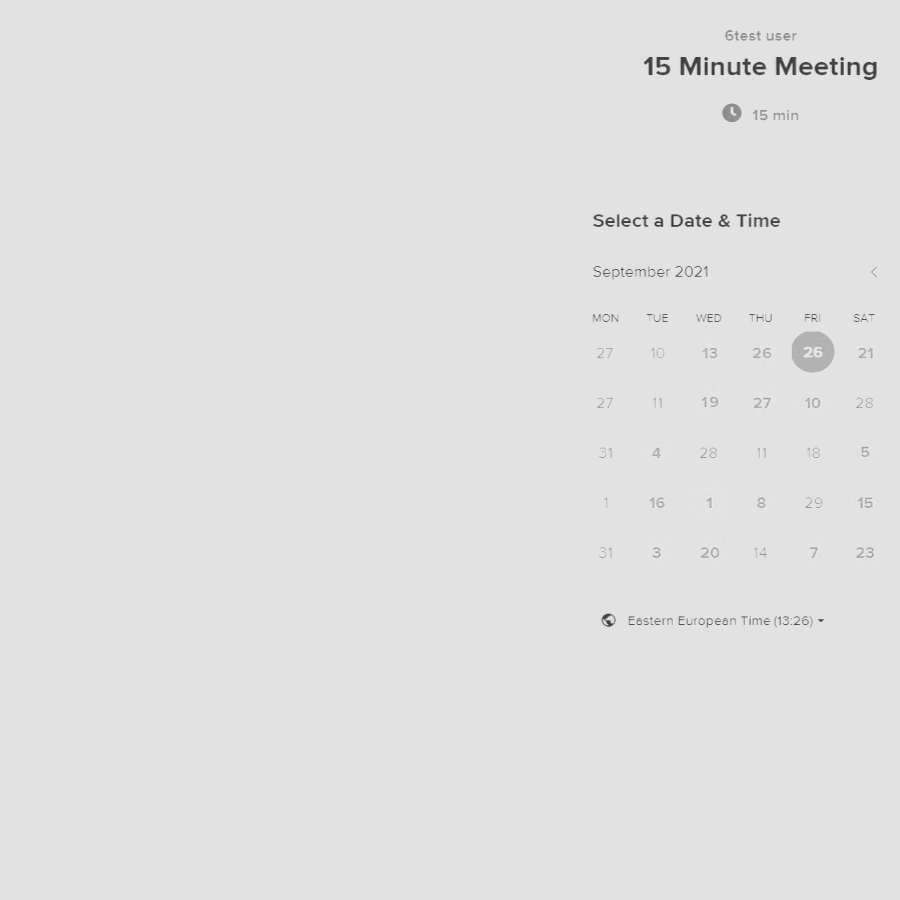 6test user
15 Minute Meeting
15 min
Select a Date & Time
September 2021
MON TUE WED THU FRI SAT
27 10 13 26 26 21
27 11 19 27 10 28
31 4 28 11 18 5
1 16 1 8 29 15
31 3 20 14 7 23
Eastern European Time (13:26)